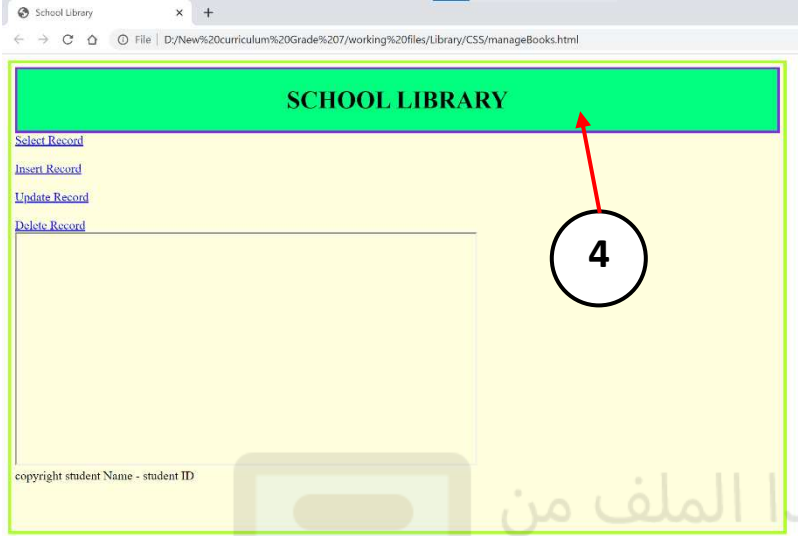 School Library
File | D:/New%20curriculum%20Grade%207/working%20files/Library/CSS/manageBooks.html
SCHOOL LIBRARY
Select Record
Insert Record
Update Record
Delete Record
4
copyright student Name - student ID
الملف من